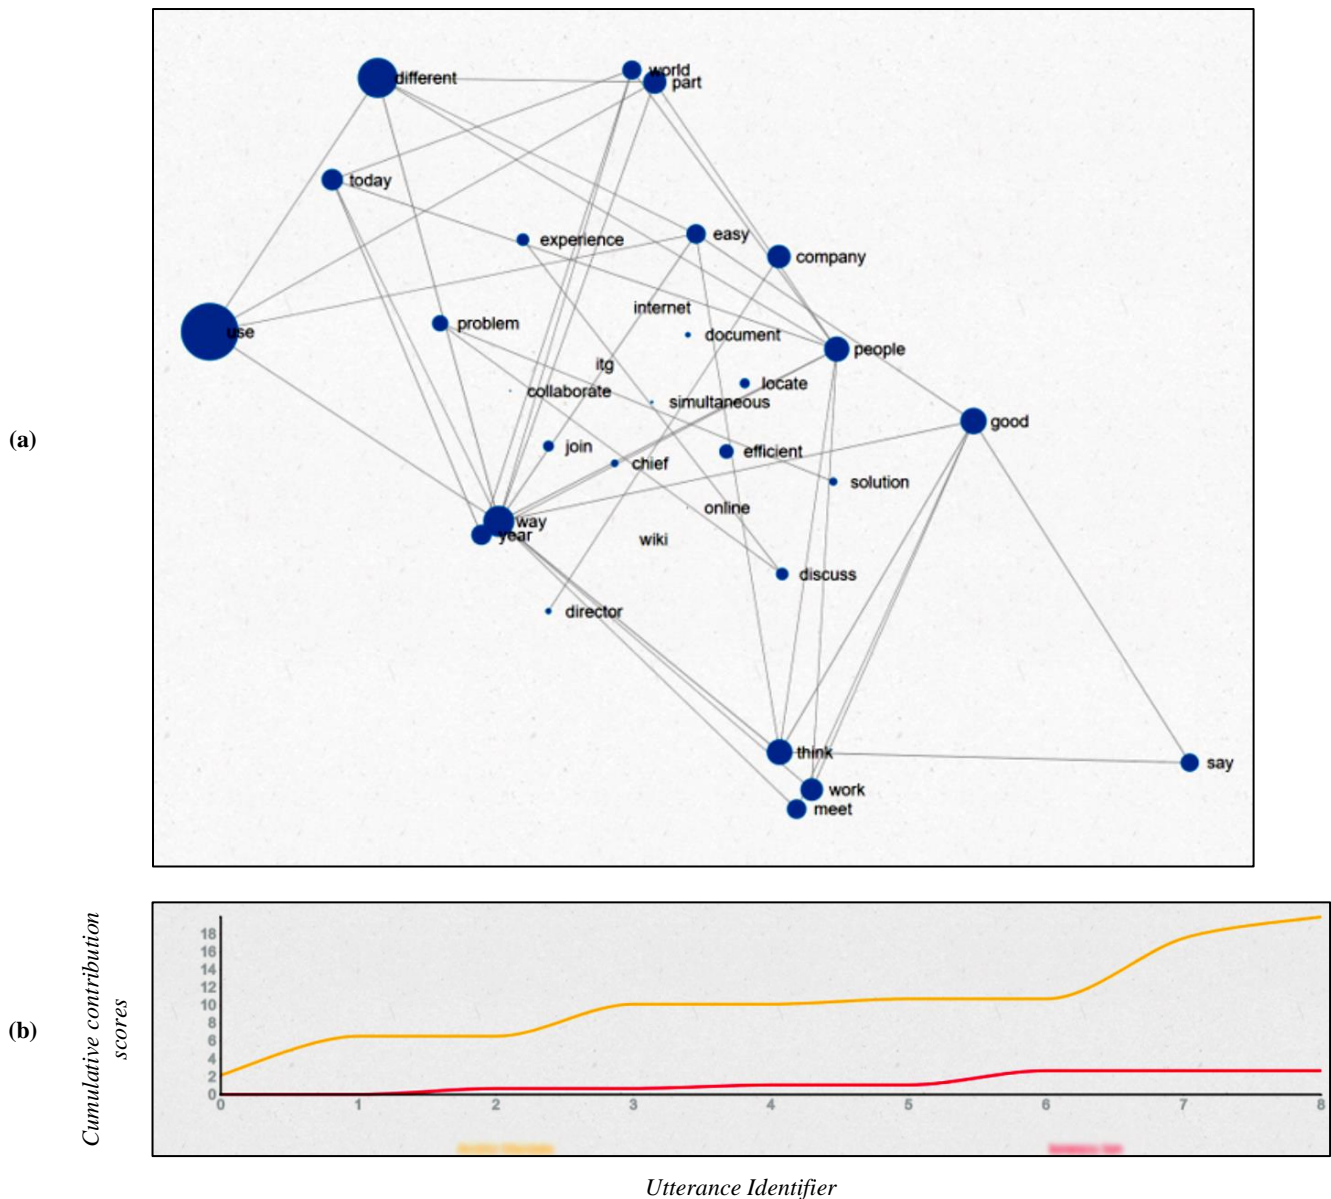 different
world
part
today
experience
easy
company
internet
use
problem
document
people
itg
collaborate
locate
simultaneous
good
(a)
join
chief
efficient
solution
online
way
year
wiki
discuss
director
think
say
work
meet
(b)
Cumulative contribution
scores
18
16
14
12
10
8
6
4
2
0
0 1 2 3 4 5 6 7 8
Utterance Identifier